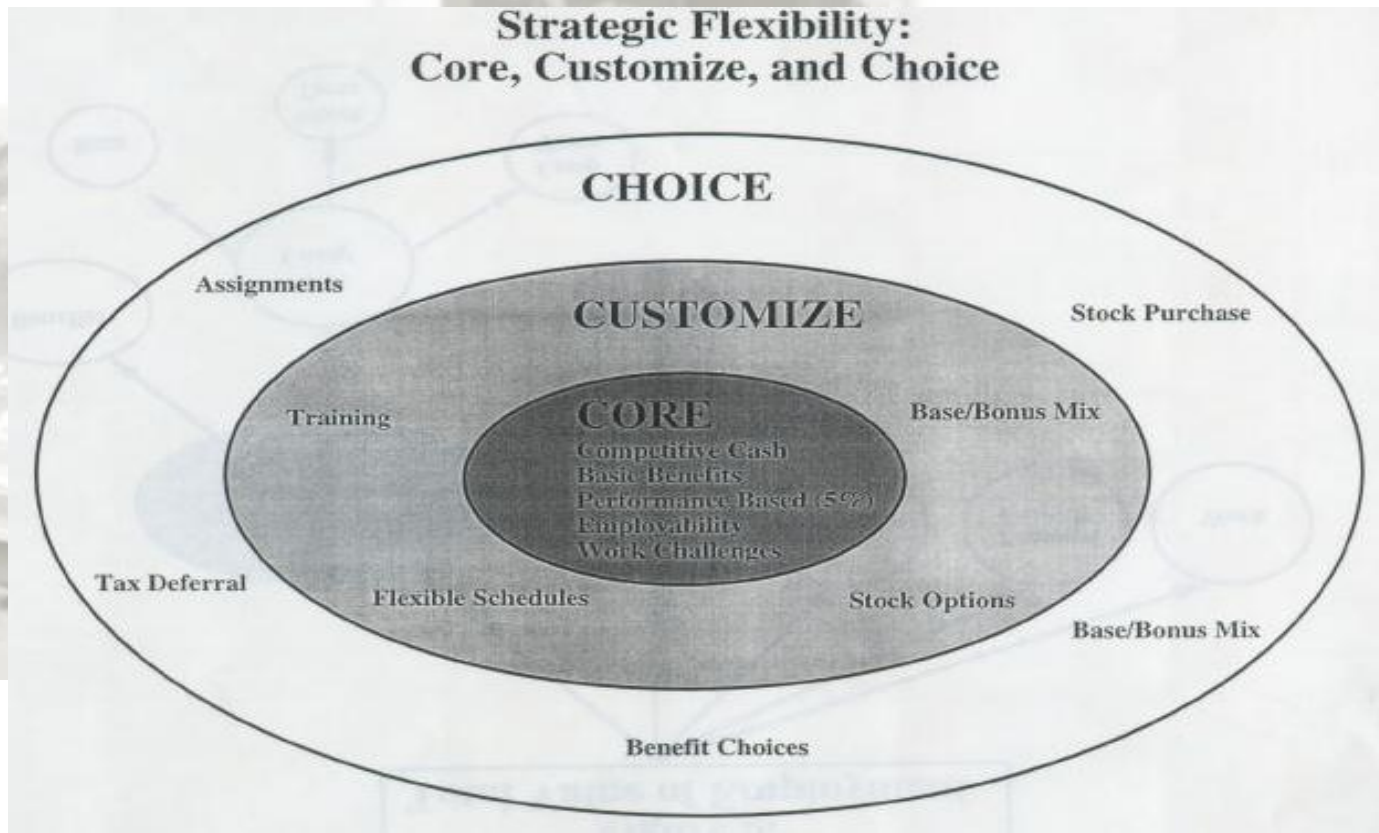 Strategic Flexibility:
Core, Customize, and Choice
CHOICE
Assignments
Stock Purchase
CUSTOMIZE
Training
Base/Bonus Mix
CORE
Competitive Cash
Basic Benefits
Performance Based (5%)
Employability
Work Challenges
Tax Deferral
Flexible Schedules
Stock Options
Base/Bonus Mix
Benefit Choices